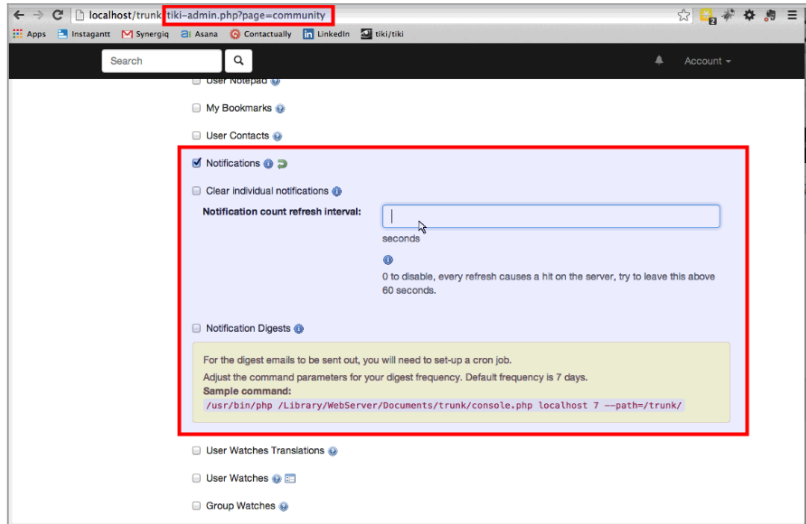 localhost/trunk/tiki-admin.php?page=community
Apps Instagantt Synergiq Asana Contactually LinkedIn tiki/tiki
Search Account
User Notepad
My Bookmarks
User Contacts
Notifications
Clear individual notifications
Notification count refresh interval:
seconds
0 to disable, every refresh causes a hit on the server, try to leave this above
60 seconds.
Notification Digests
For the digest emails to be sent out, you will need to set-up a cron job.
Adjust the command parameters for your digest frequency. Default frequency is 7 days.
Sample command:
/usr/bin/php /Library/WebServer/Documents/trunk/console.php localhost 7 --path=/trunk/
User Watches Translations
User Watches
Group Watches